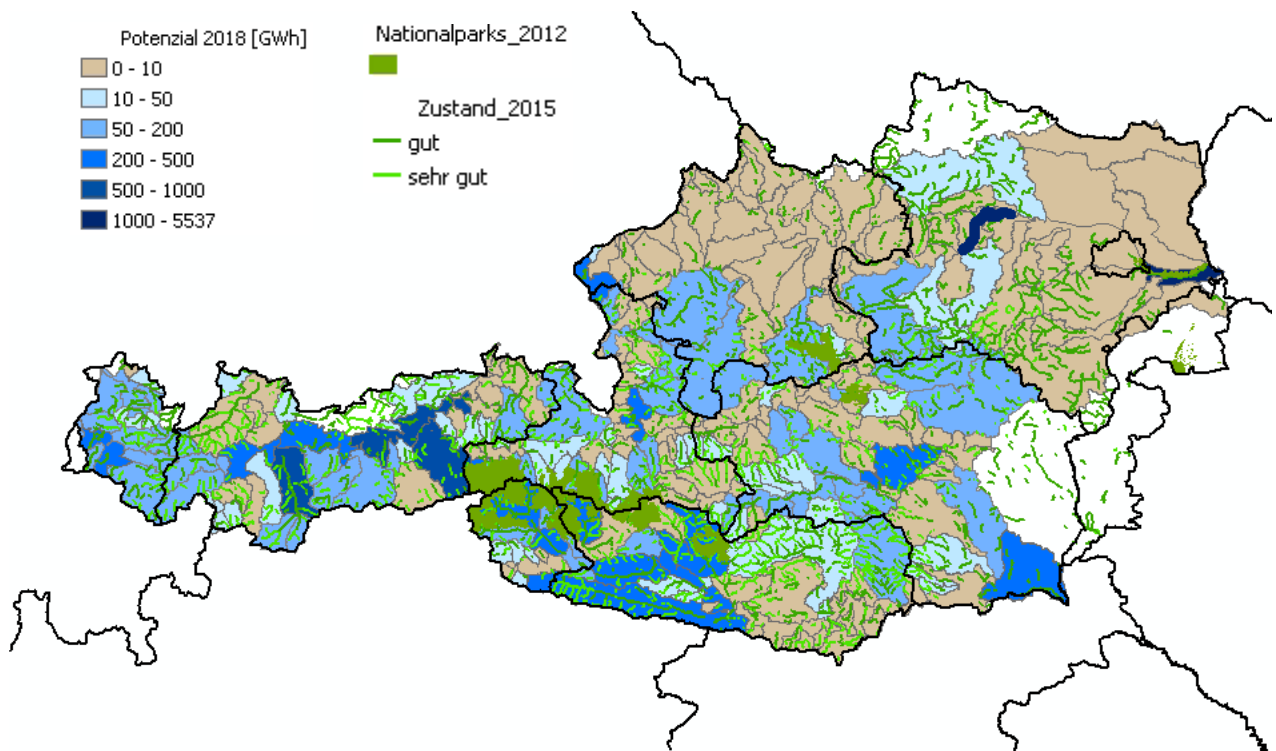 Potenzial 2018 [GWh]
0 - 10
10 - 50
50 - 200
200 - 500
500 - 1000
1000 - 5537
Nationalparks_2012
Zustand_2015
gut
sehr gut